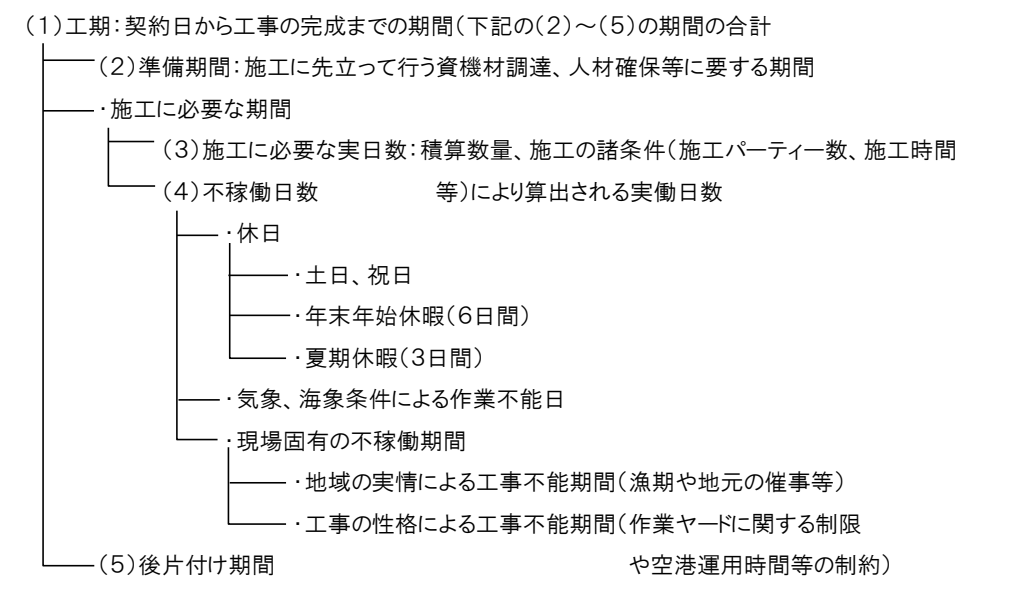 (1)工期:契約日から工事の完成までの期間(下記の(2)～(5)の期間の合計
(2)準備期間:施工に先立って行う資機材調達、人材確保等に要する期間
・施工に必要な期間
(3)施工に必要な実日数:積算数量、施工の諸条件(施工パーティー数、施工時間
(4)不稼働日数 等)により算出される実働日数
・休日
・土日、祝日
・年末年始休暇(6日間)
・夏期休暇(3日間)
・気象、海象条件による作業不能日
・現場固有の不稼働期間
・地域の実情による工事不能期間(漁期や地元の催事等)
・工事の性格による工事不能期間(作業ヤードに関する制限
(5)後片付け期間 や空港運用時間等の制約)